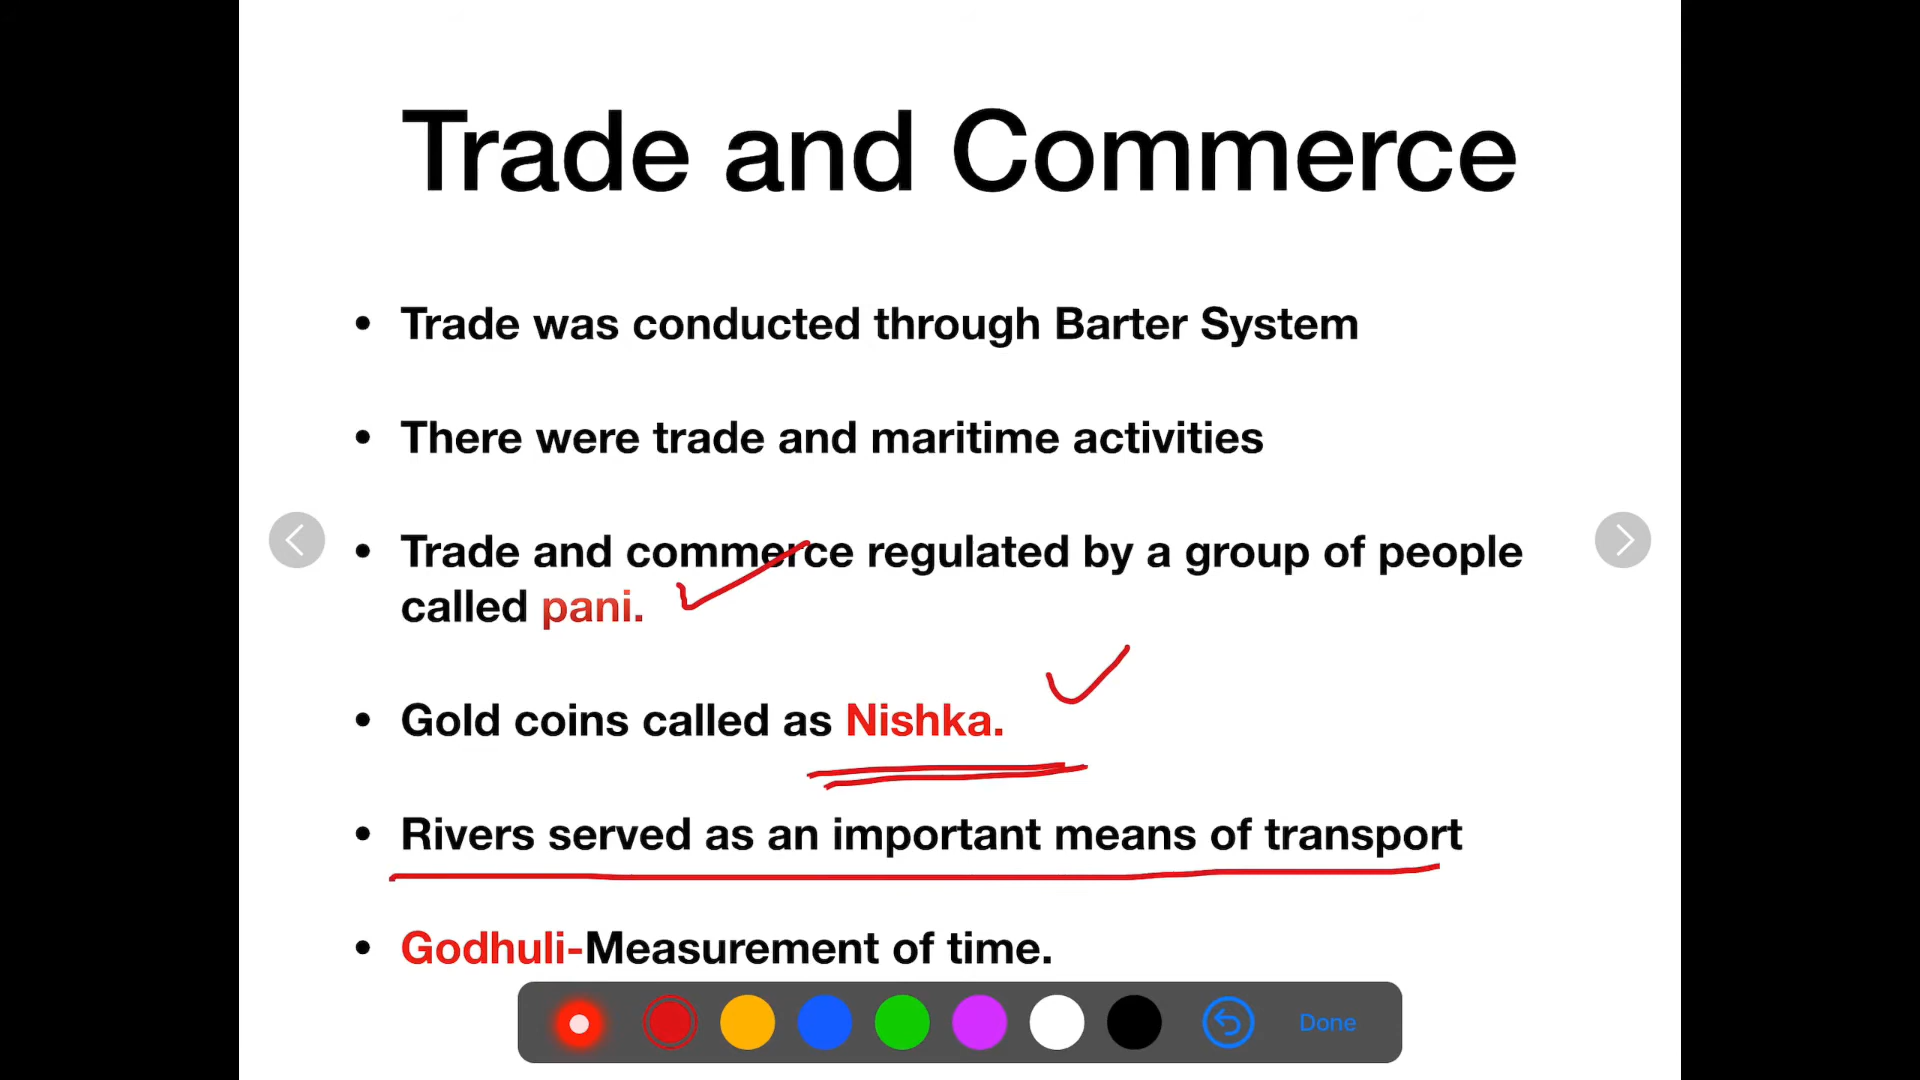 Trade and Commerce
• Trade was conducted through Barter System
• There were trade and maritime activities
• Trade and commerce regulated by a group of people
called pani.
• Gold coins called as Nishka.
• Rivers served as an important means of transport
• Godhuli-Measurement of time.
Done